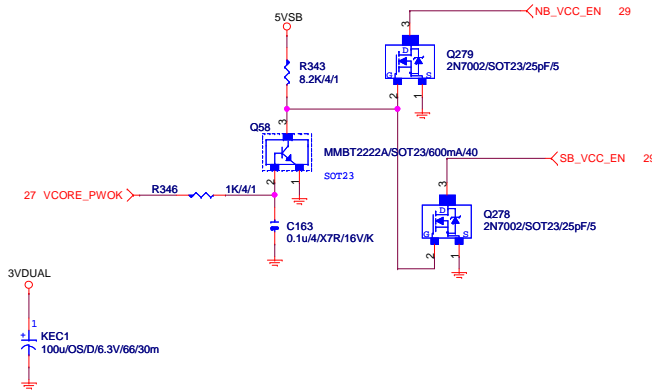 NB_VCC_EN 29
5VSB
3
D
Q279
2N7002/SOT23/25pF/5
R343
8.2K/4/1
G
S
2
1
Q58
3
MMBT2222A/SOT23/600mA/40
SOT23
2
1
SB_VCC_EN 29
3
27 VCORE_PWOK
R346
1K/4/1
D
Q278
2N7002/SOT23/25pF/5
C163
0.1u/4/X7R/16V/K
G
S
2
1
3VDUAL
1
+
KEC1
100u/OS/D/6.3V/66/30m